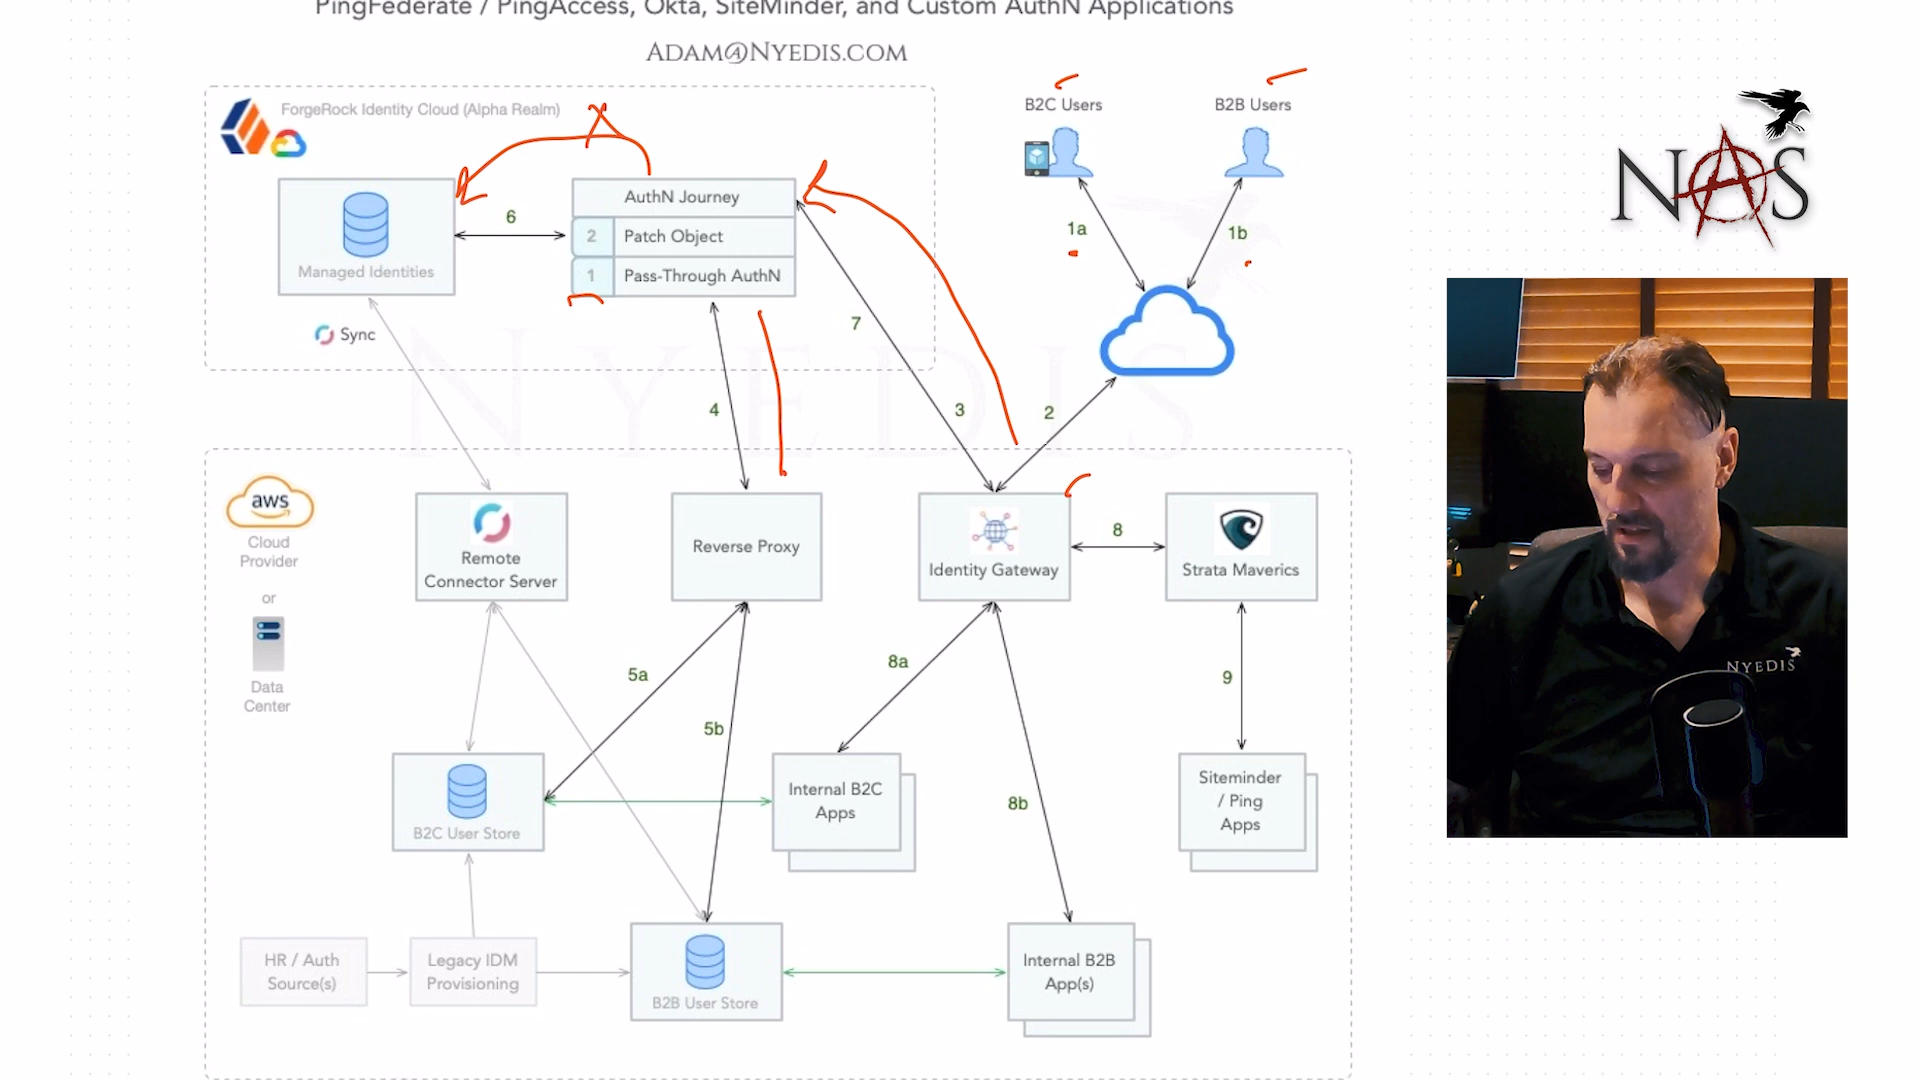 PingFederate / PingAccess, Okta, SiteMinder, and Custom AuthN Applications
Adam@Nyedis.com
ForgeRock Identity Cloud (Alpha Realm)
B2C Users
B2B Users
NAS
AuthN Journey
2 Patch Object
1 Pass-Through AuthN
Managed Identities
6
1a
1b
Sync
7
4
3
2
NYEDIS
aws
Cloud
Provider
or
Data
Center
Remote
Connector Server
Reverse Proxy
Identity Gateway
8
Strata Maverics
5a
5b
8a
8b
9
NYEDIS
B2C User Store
Internal B2C
Apps
Siteminder
/ Ping
Apps
HR / Auth
Source(s)
Legacy IDM
Provisioning
B2B User Store
Internal B2B
App(s)